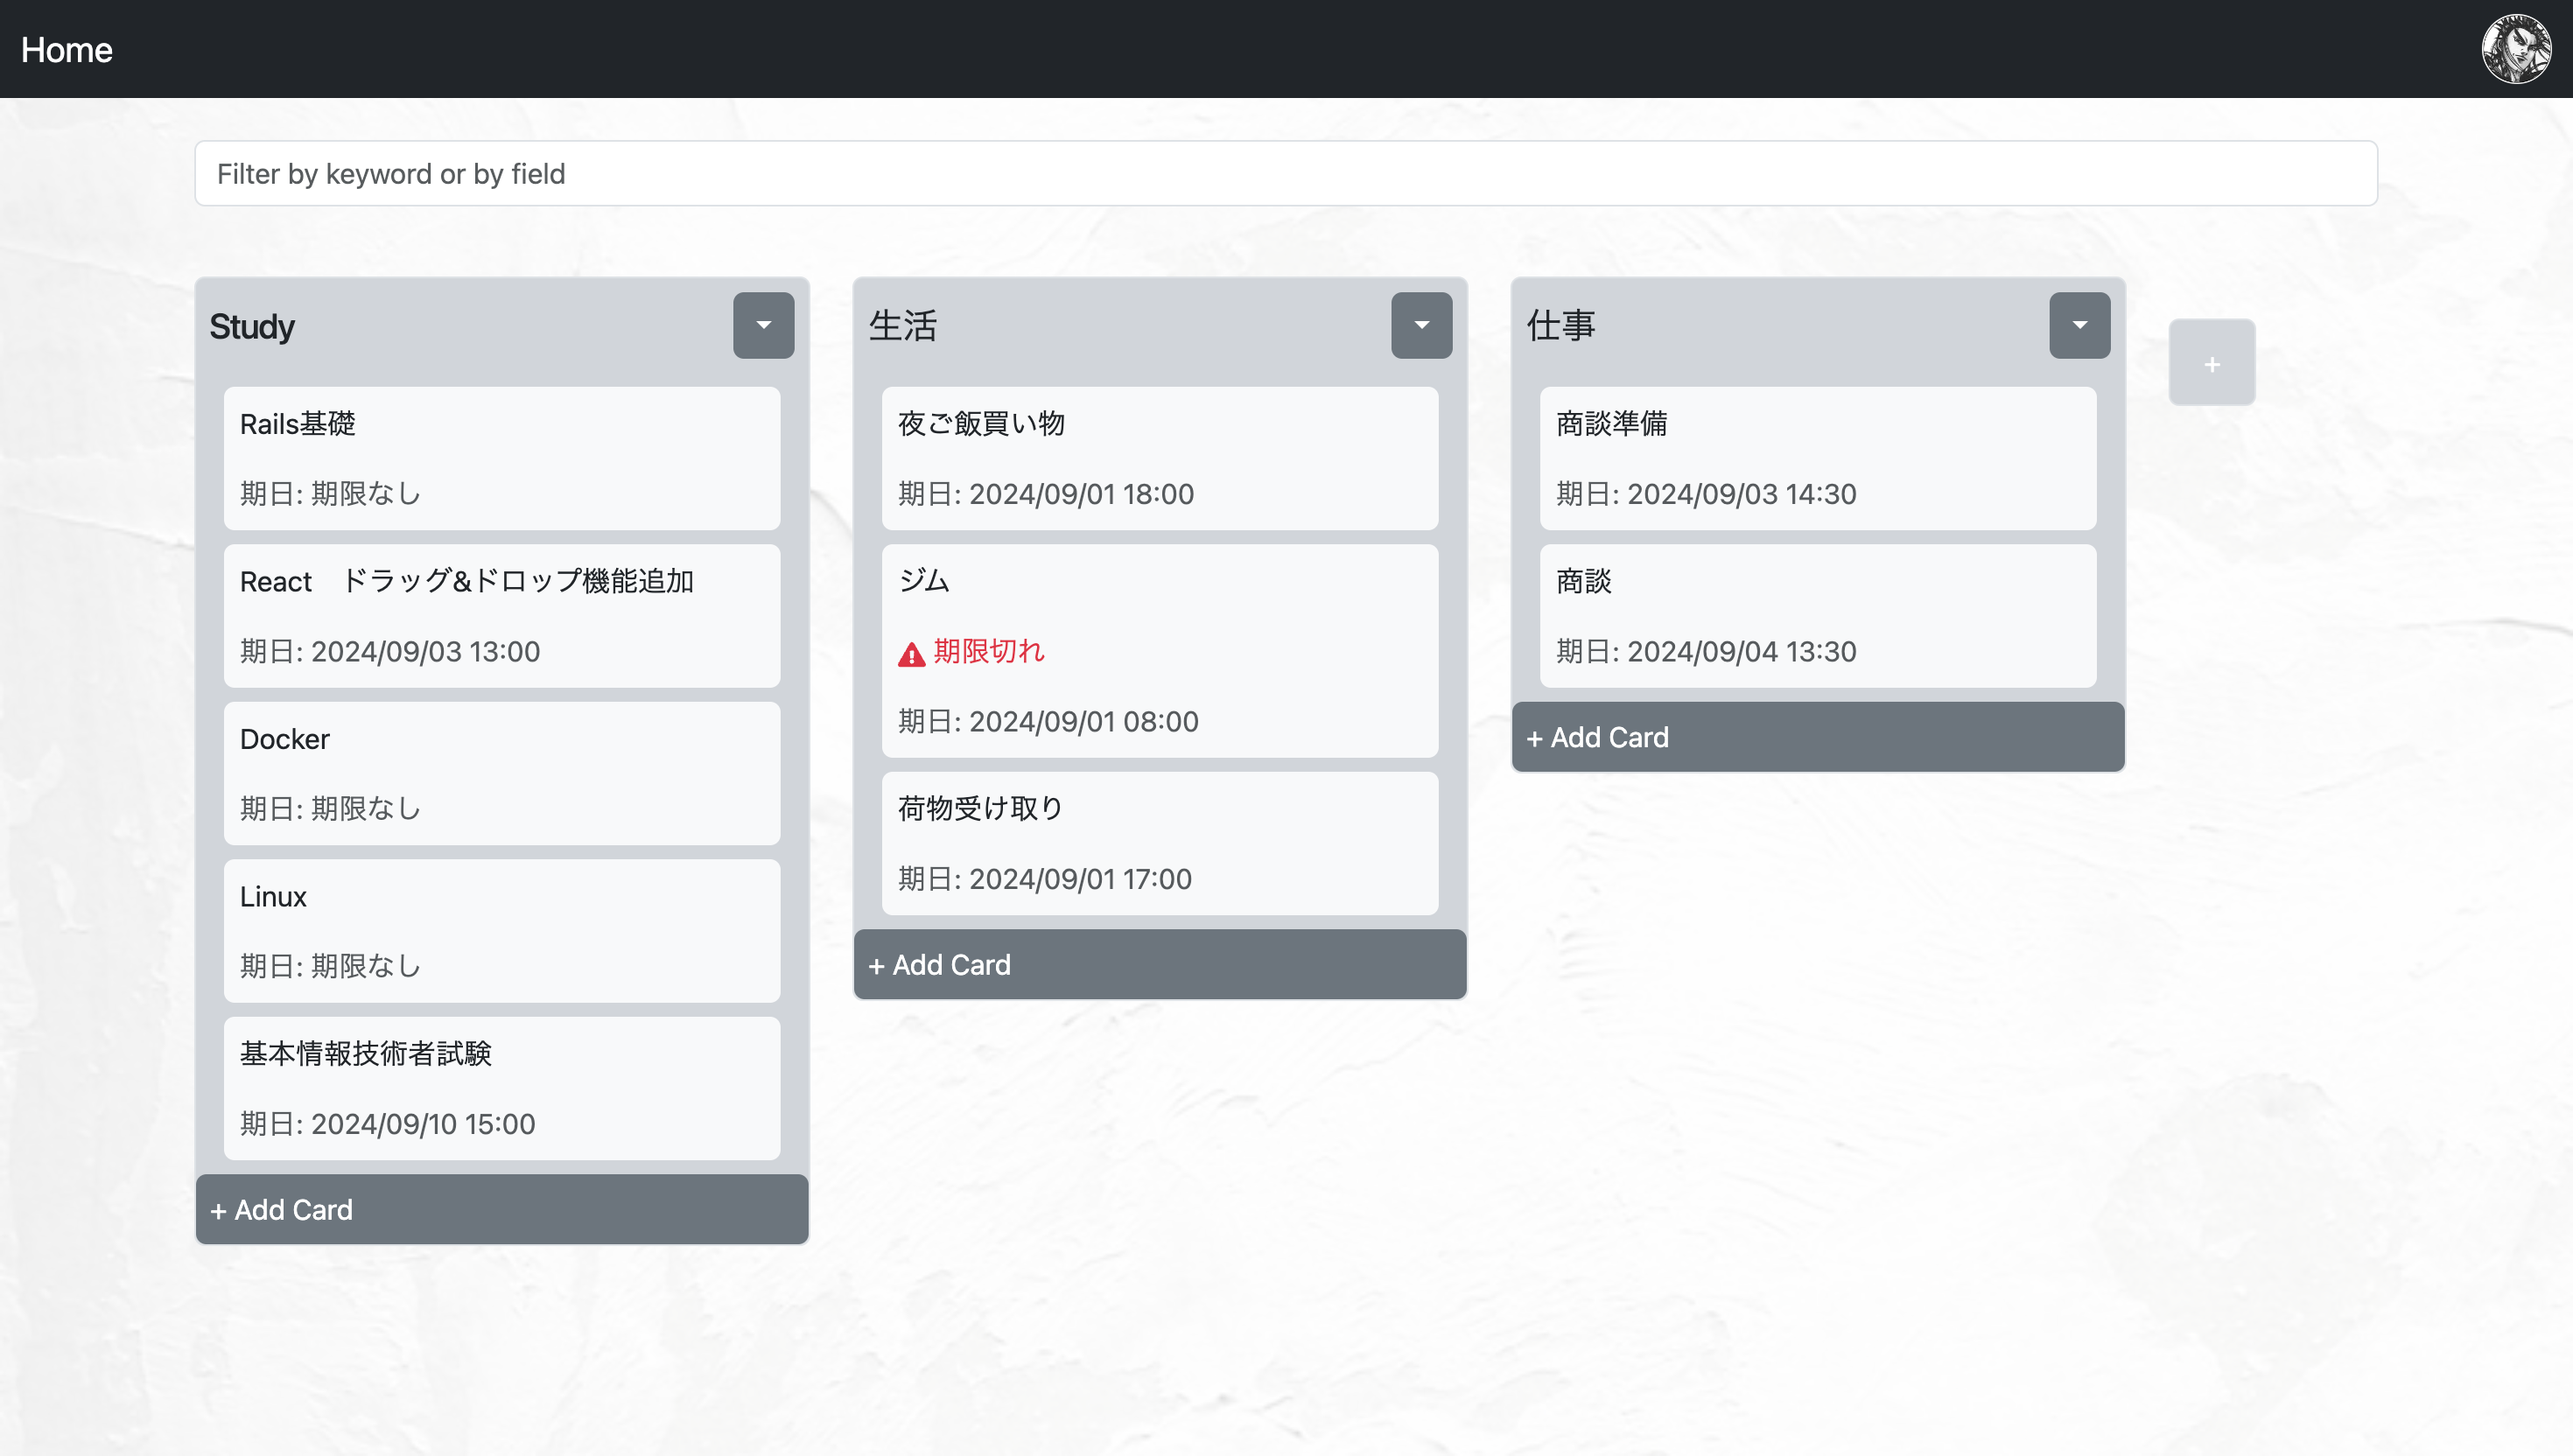 Home
Filter by keyword or by field
Study
Rails基礎
期日: 期限なし
React　ドラッグ&ドロップ機能追加
期日: 2024/09/03 13:00
Docker
期日: 期限なし
Linux
期日: 期限なし
基本情報技術者試験
期日: 2024/09/10 15:00
+ Add Card
生活
夜ご飯買い物
期日: 2024/09/01 18:00
ジム
期限切れ
期日: 2024/09/01 08:00
荷物受け取り
期日: 2024/09/01 17:00
+ Add Card
仕事
商談準備
期日: 2024/09/03 14:30
商談
期日: 2024/09/04 13:30
+ Add Card
+